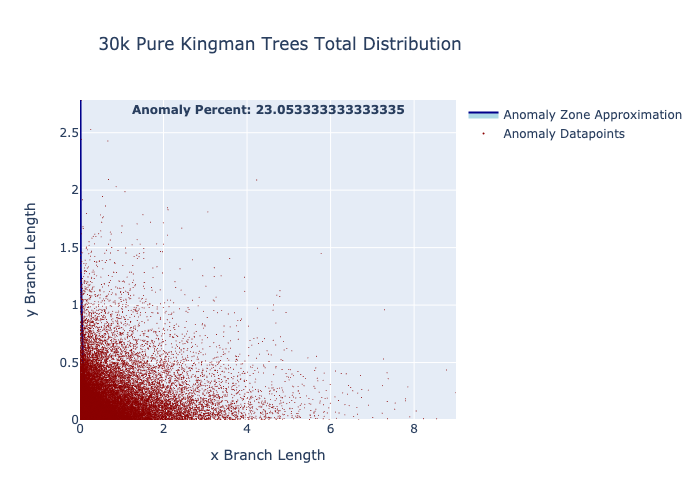 30k Pure Kingman Trees Total Distribution
Anomaly Percent: 23.053333333333335
Anomaly Zone Approximation
Anomaly Datapoints
2.5
2
1.5
1
0.5
0
y Branch Length
0 2 4 6 8
x Branch Length